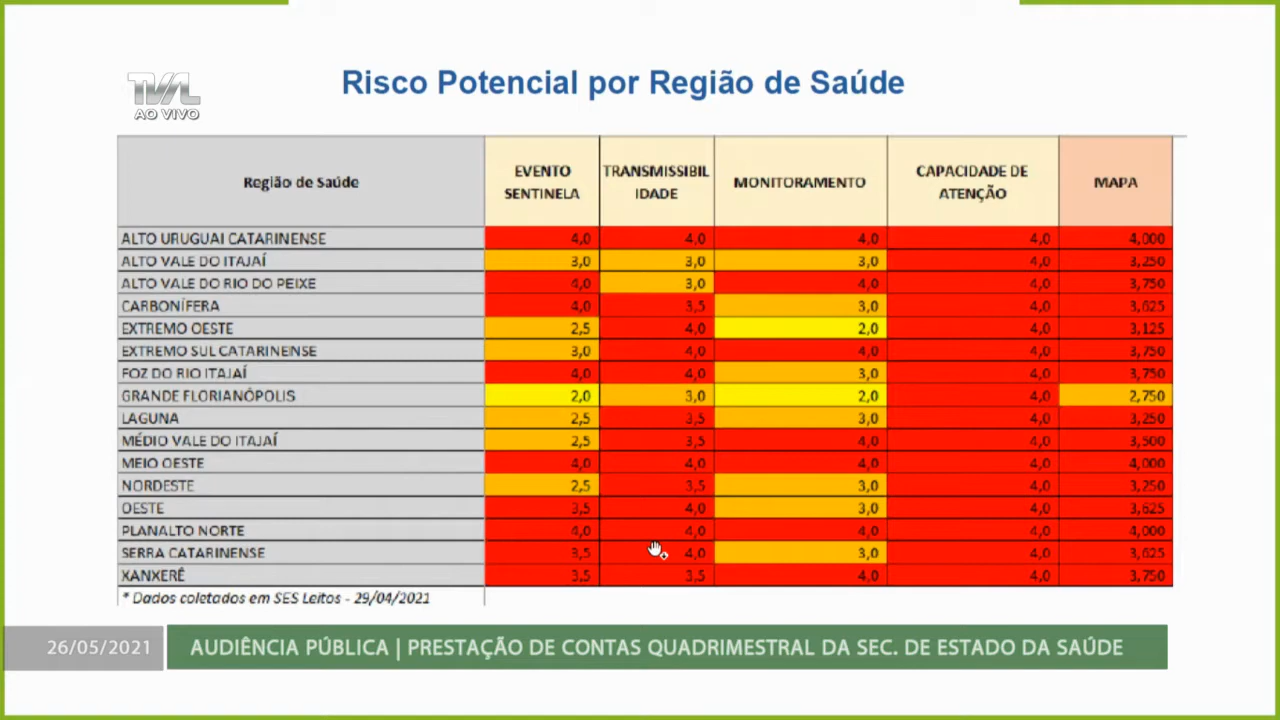 TVAL
AO VIVO
Risco Potencial por Região de Saúde
Região de Saúde EVENTO SENTINELA TRANSMISSIBILIDADE MONITORAMENTO CAPACIDADE DE ATENÇÃO MAPA
ALTO URUGUAI CATARINENSE 4,0 4,0 4,0 4,0 4,000
ALTO VALE DO ITAJAÍ 3,0 3,0 3,0 4,0 3,250
ALTO VALE DO RIO DO PEIXE 4,0 3,0 4,0 4,0 3,750
CARBONÍFERA 4,0 3,5 3,0 4,0 3,625
EXTREMO OESTE 2,5 4,0 2,0 4,0 3,125
EXTREMO SUL CATARINENSE 3,0 4,0 4,0 4,0 3,750
FOZ DO RIO ITAJAÍ 4,0 4,0 3,0 4,0 3,750
GRANDE FLORIANÓPOLIS 2,0 3,0 2,0 4,0 2,750
LAGUNA 2,5 3,5 3,0 4,0 3,250
MÉDIO VALE DO ITAJAÍ 2,5 3,5 4,0 4,0 3,500
MEIO OESTE 4,0 4,0 4,0 4,0 4,000
NORDESTE 2,5 3,5 3,0 4,0 3,250
OESTE 3,5 4,0 3,0 4,0 3,625
PLANALTO NORTE 4,0 4,0 4,0 4,0 4,000
SERRA CATARINENSE 3,5 4,0 3,0 4,0 3,625
XANXERÊ 3,5 3,5 4,0 4,0 3,750
* Dados coletados em SES Leitos - 29/04/2021
26/05/2021 AUDIÊNCIA PÚBLICA | PRESTAÇÃO DE CONTAS QUADRIMESTRAL DA SEC. DE ESTADO DA SAÚDE